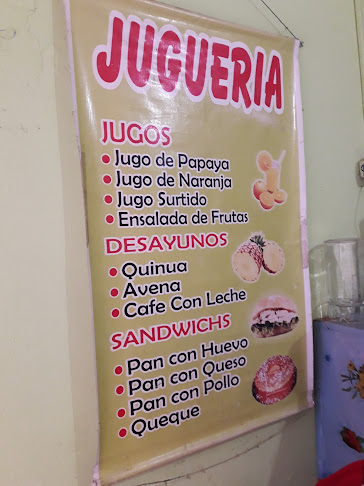 JUGUERIA
JUGOS
• Jugo de Papaya
• Jugo de Naranja
• Jugo Surtido
• Ensalada de Frutas
DESAYUNOS
• Quinua
• Avena
• Cafe Con Leche
SANDWICHS
• Pan con Huevo
• Pan con Queso
• Pan con Pollo
• Queque